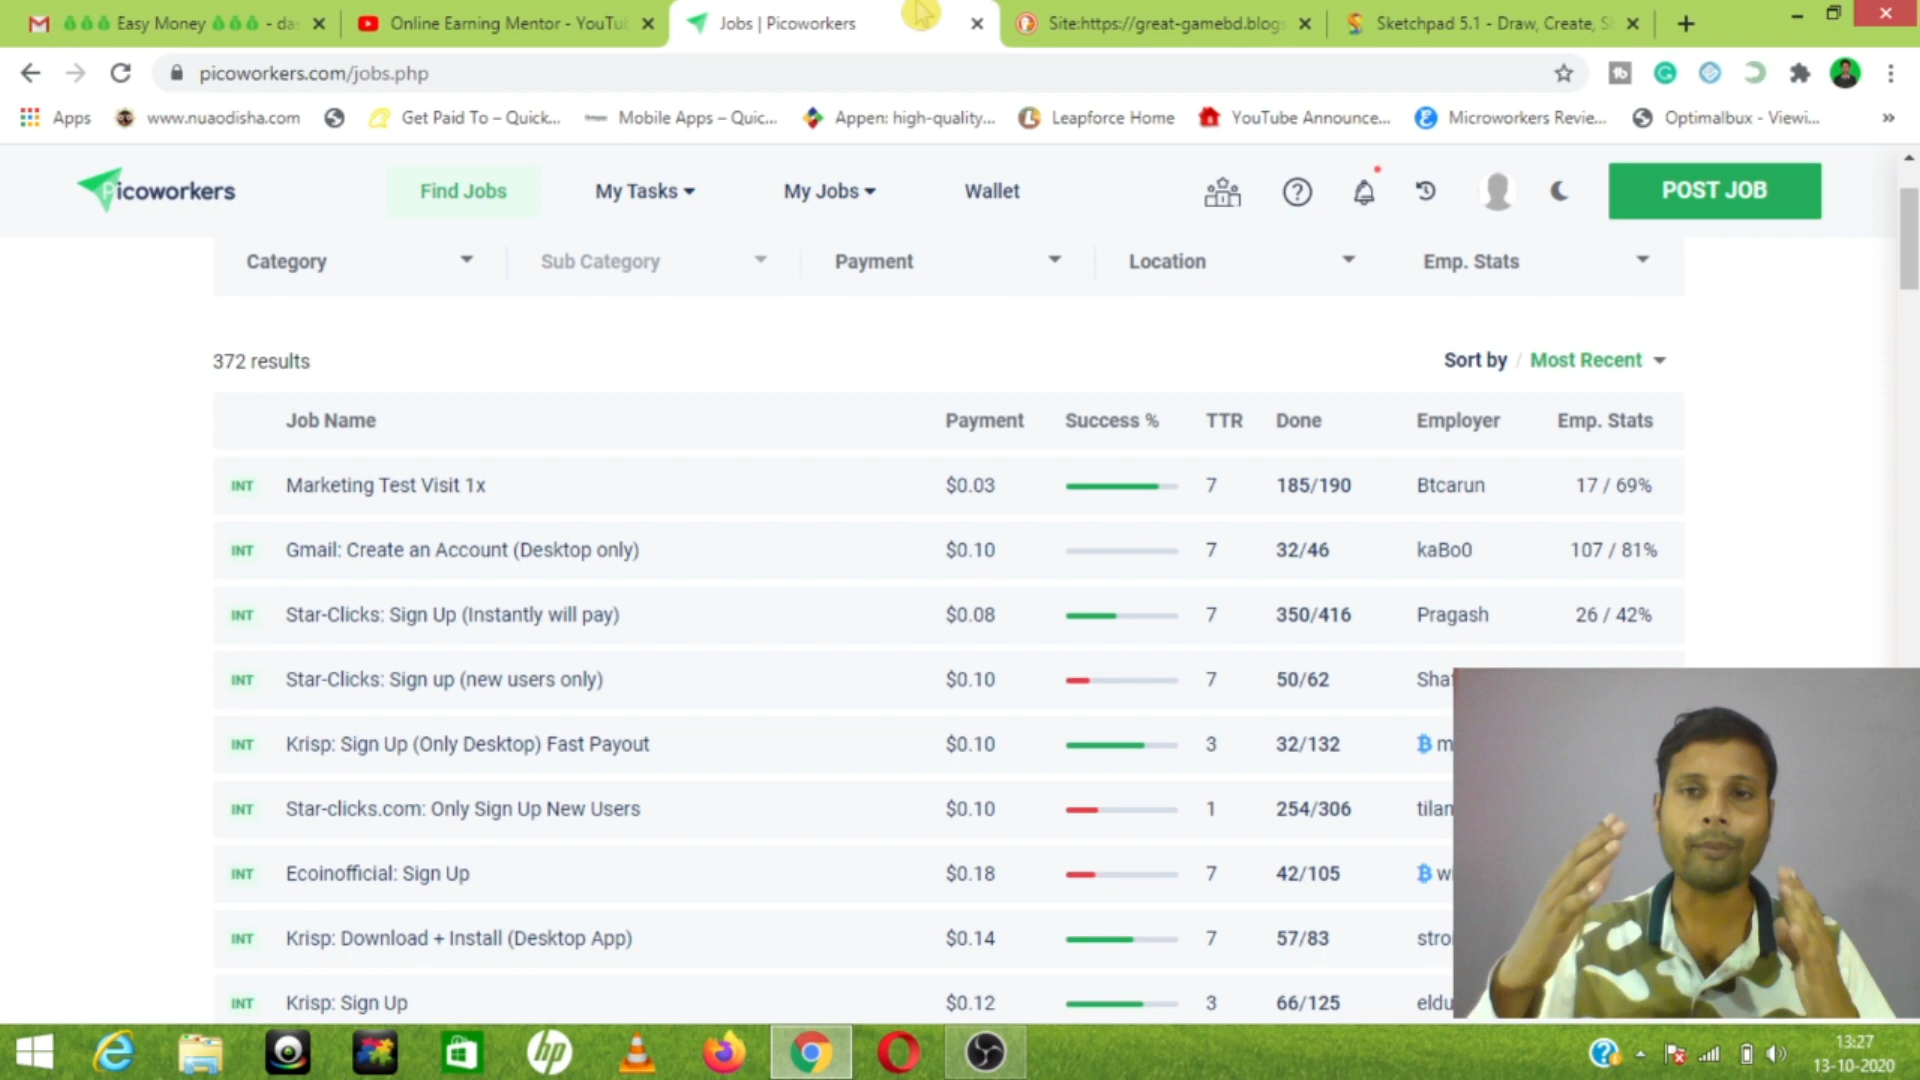 Easy Money - da
Online Earning Mentor - YouTu
Jobs | Picoworkers
Site:https://great-gamebd.blogs
Sketchpad 5.1 - Draw, Create, S
picoworkers.com/jobs.php
Apps
www.nuaodisha.com
Get Paid To – Quick...
Mobile Apps – Quic...
Appen: high-quality...
Leapforce Home
YouTube Announce...
Microworkers Revie...
Optimalbux - Viewi...
»
Picoworkers
Find Jobs
My Tasks
My Jobs
Wallet
POST JOB
Category
Sub Category
Payment
Location
Emp. Stats
372 results
Sort by / Most Recent
Job Name Payment Success % TTR Done Employer Emp. Stats
INT Marketing Test Visit 1x $0.03 7 185/190 Btcarun 17 / 69%
INT Gmail: Create an Account (Desktop only) $0.10 7 32/46 kaBo0 107 / 81%
INT Star-Clicks: Sign Up (Instantly will pay) $0.08 7 350/416 Pragash 26 / 42%
INT Star-Clicks: Sign up (new users only) $0.10 7 50/62 Sha
INT Krisp: Sign Up (Only Desktop) Fast Payout $0.10 3 32/132 m
INT Star-clicks.com: Only Sign Up New Users $0.10 1 254/306 tilan
INT Ecoinofficial: Sign Up $0.18 7 42/105 w
INT Krisp: Download + Install (Desktop App) $0.14 7 57/83 stro
INT Krisp: Sign Up $0.12 3 66/125 eldu
hp
13:27
13-10-2020